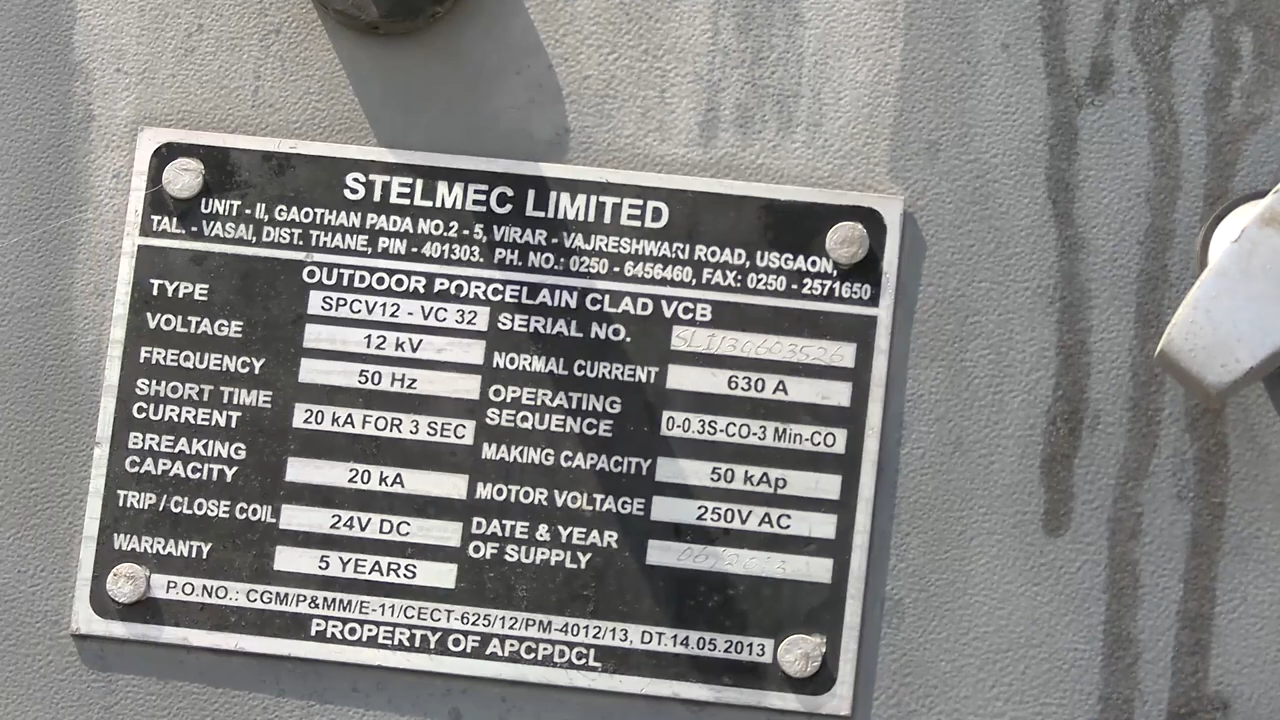 STELMEC LIMITED
UNIT - II, GAOTHAN PADA NO.2 - 5, VIRAR - VAJRESHWARI ROAD, USGAON,
TAL. - VASAI, DIST. THANE, PIN - 401303. PH. NO.: 0250 - 6456460, FAX: 0250 - 2571650
OUTDOOR PORCELAIN CLAD VCB
TYPE SPCV12 - VC 32 SERIAL NO.
VOLTAGE 12 kV NORMAL CURRENT 630 A
FREQUENCY 50 Hz OPERATING SEQUENCE 0-0.3S-CO-3 Min-CO
SHORT TIME CURRENT 20 kA FOR 3 SEC MAKING CAPACITY 50 kAp
BREAKING CAPACITY 20 kA MOTOR VOLTAGE 250V AC
TRIP / CLOSE COIL 24V DC DATE & YEAR OF SUPPLY 06/2013
WARRANTY 5 YEARS
P.O.NO.: CGM/P&MM/E-11/CECT-625/12/PM-4012/13, DT.14.05.2013
PROPERTY OF APCPDCL